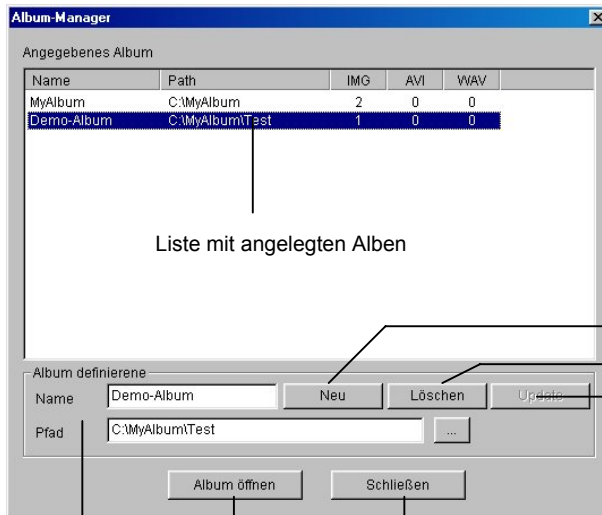 Album-Manager
Angegebenes Album
Name Path IMG AVI WAV
MyAlbum C:\MyAlbum 2 0 0
Demo-Album C:\MyAlbum\Test 1 0 0
Liste mit angelegten Alben
Album definierene
Name Demo-Album Neu Löschen Update
Pfad C:\MyAlbum\Test ...
Album öffnen Schließen